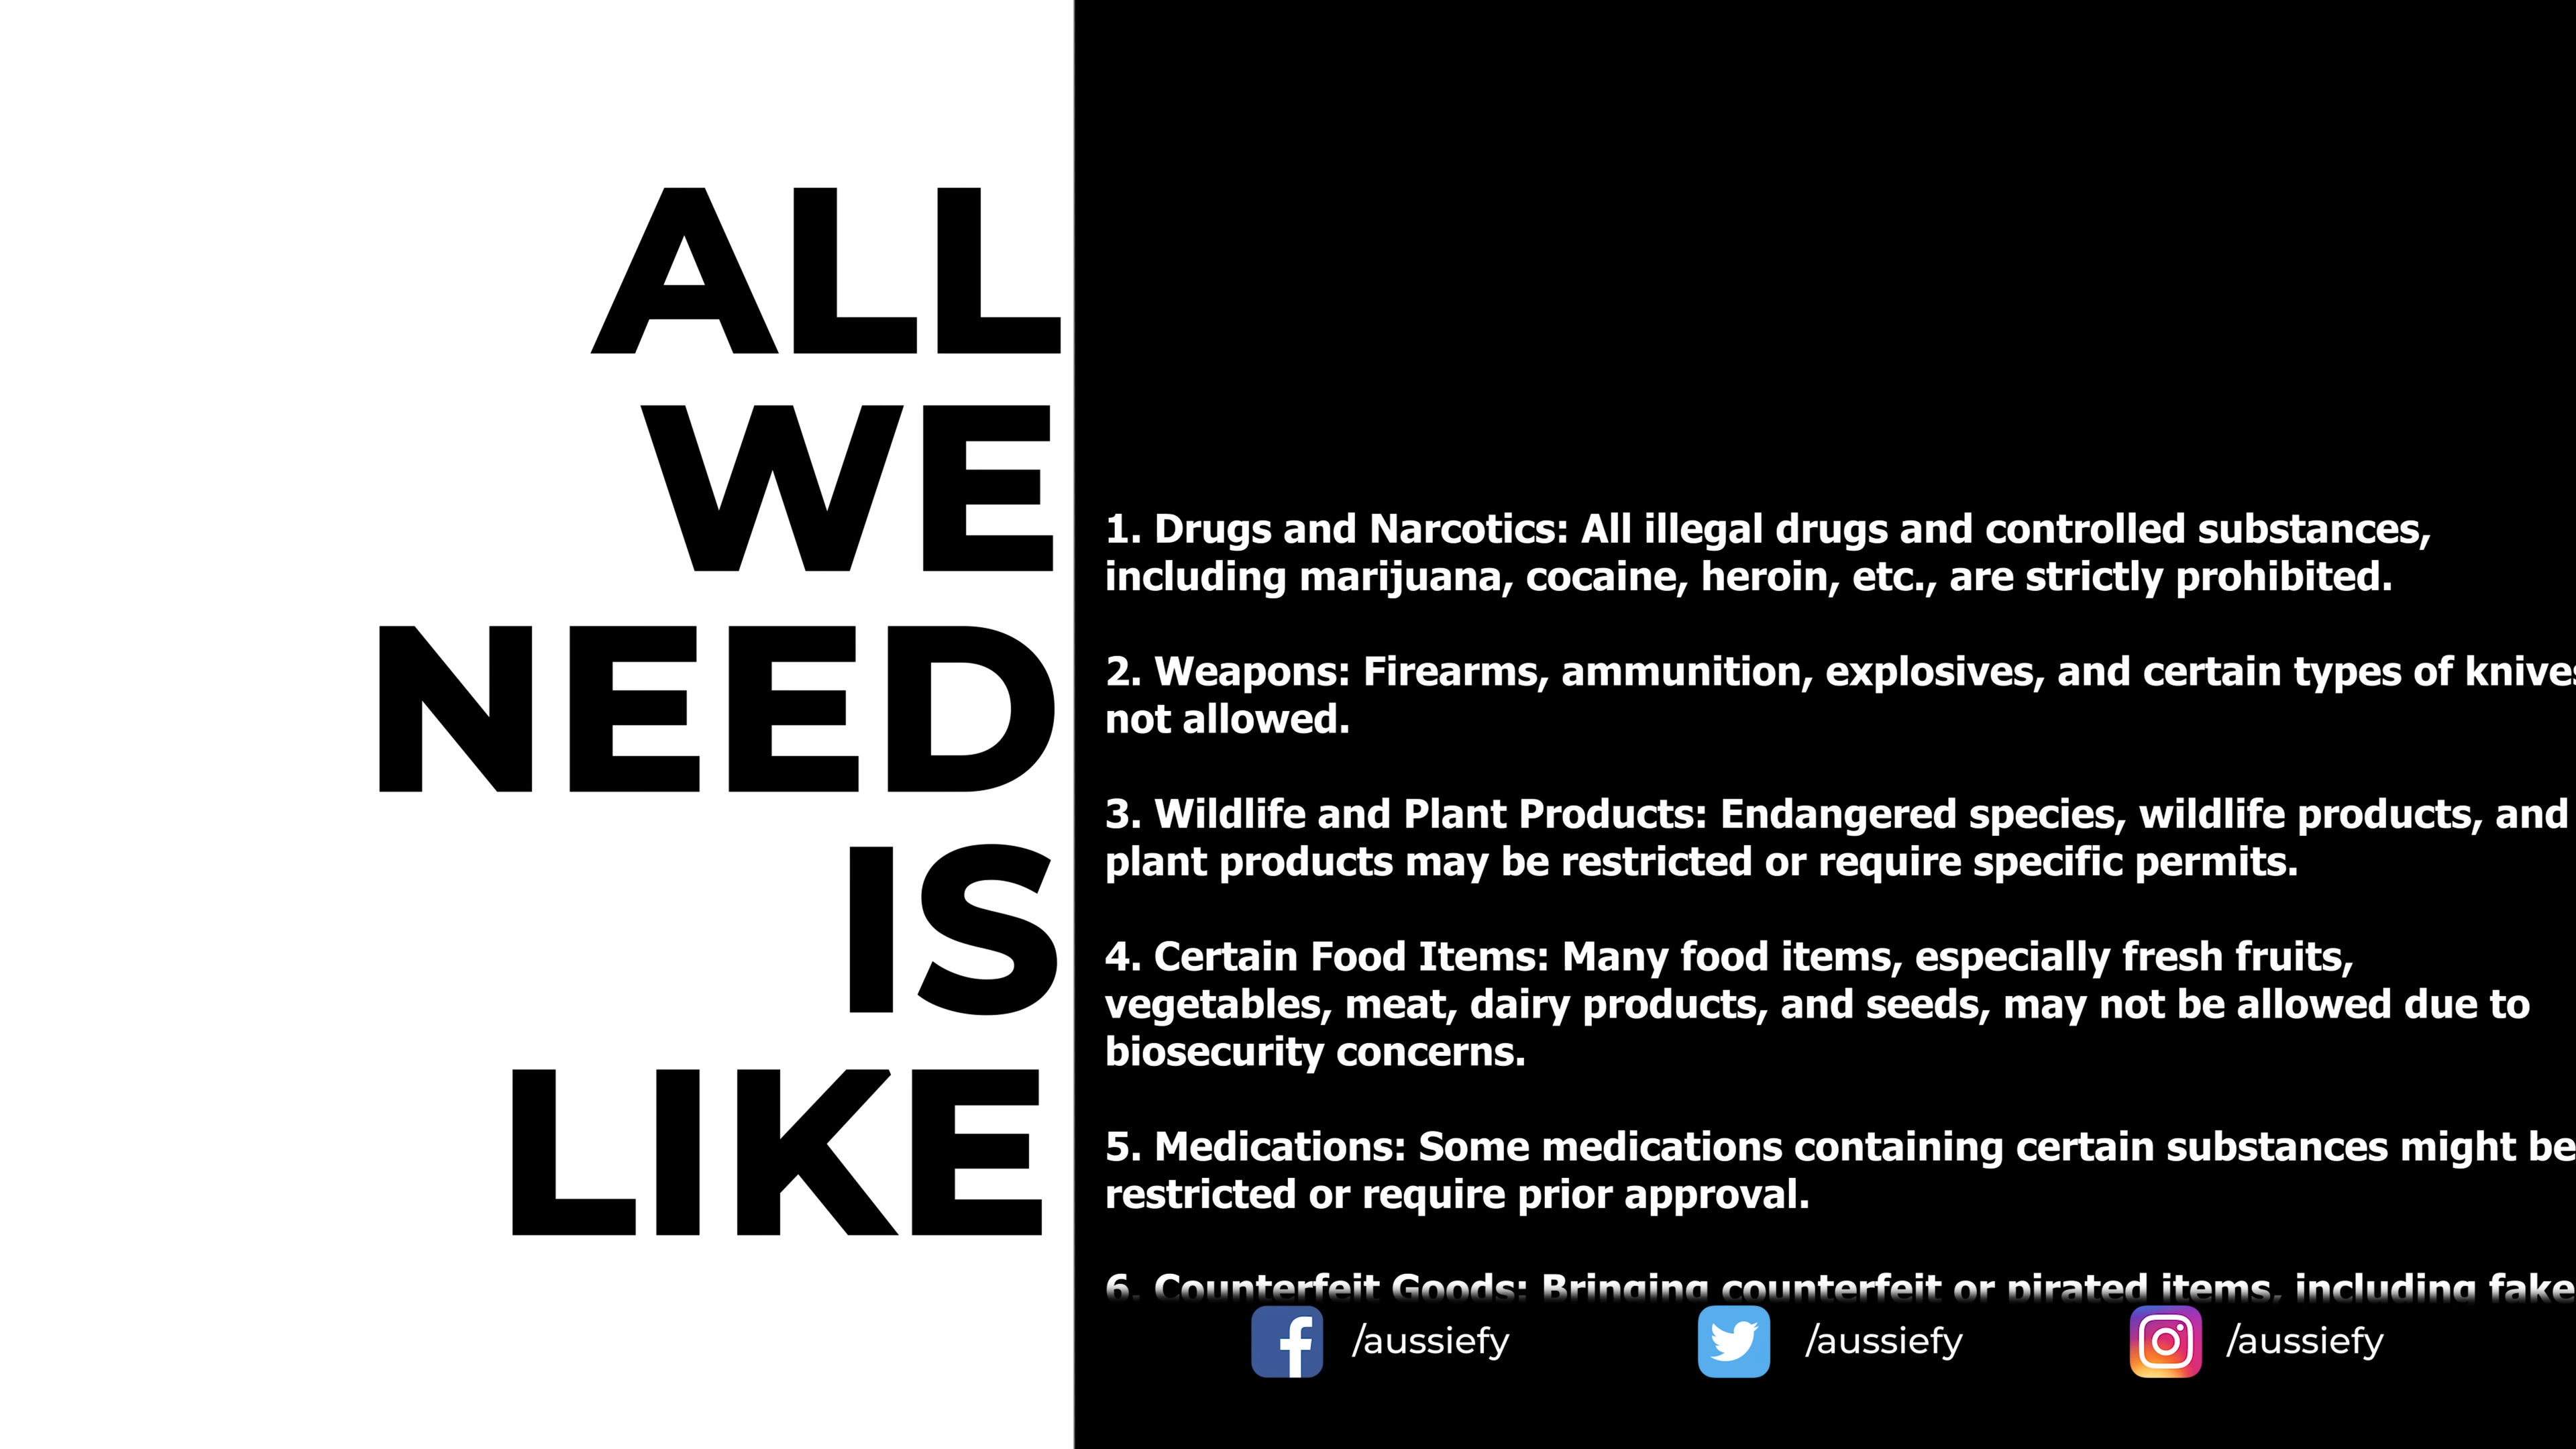 ALL
WE
NEED
IS
LIKE
1. Drugs and Narcotics: All illegal drugs and controlled substances,
including marijuana, cocaine, heroin, etc., are strictly prohibited.
2. Weapons: Firearms, ammunition, explosives, and certain types of knives
not allowed.
3. Wildlife and Plant Products: Endangered species, wildlife products, and
plant products may be restricted or require specific permits.
4. Certain Food Items: Many food items, especially fresh fruits,
vegetables, meat, dairy products, and seeds, may not be allowed due to
biosecurity concerns.
5. Medications: Some medications containing certain substances might be
restricted or require prior approval.
6. Counterfeit Goods: Bringing counterfeit or pirated items, including fake
/aussiefy
/aussiefy
/aussiefy